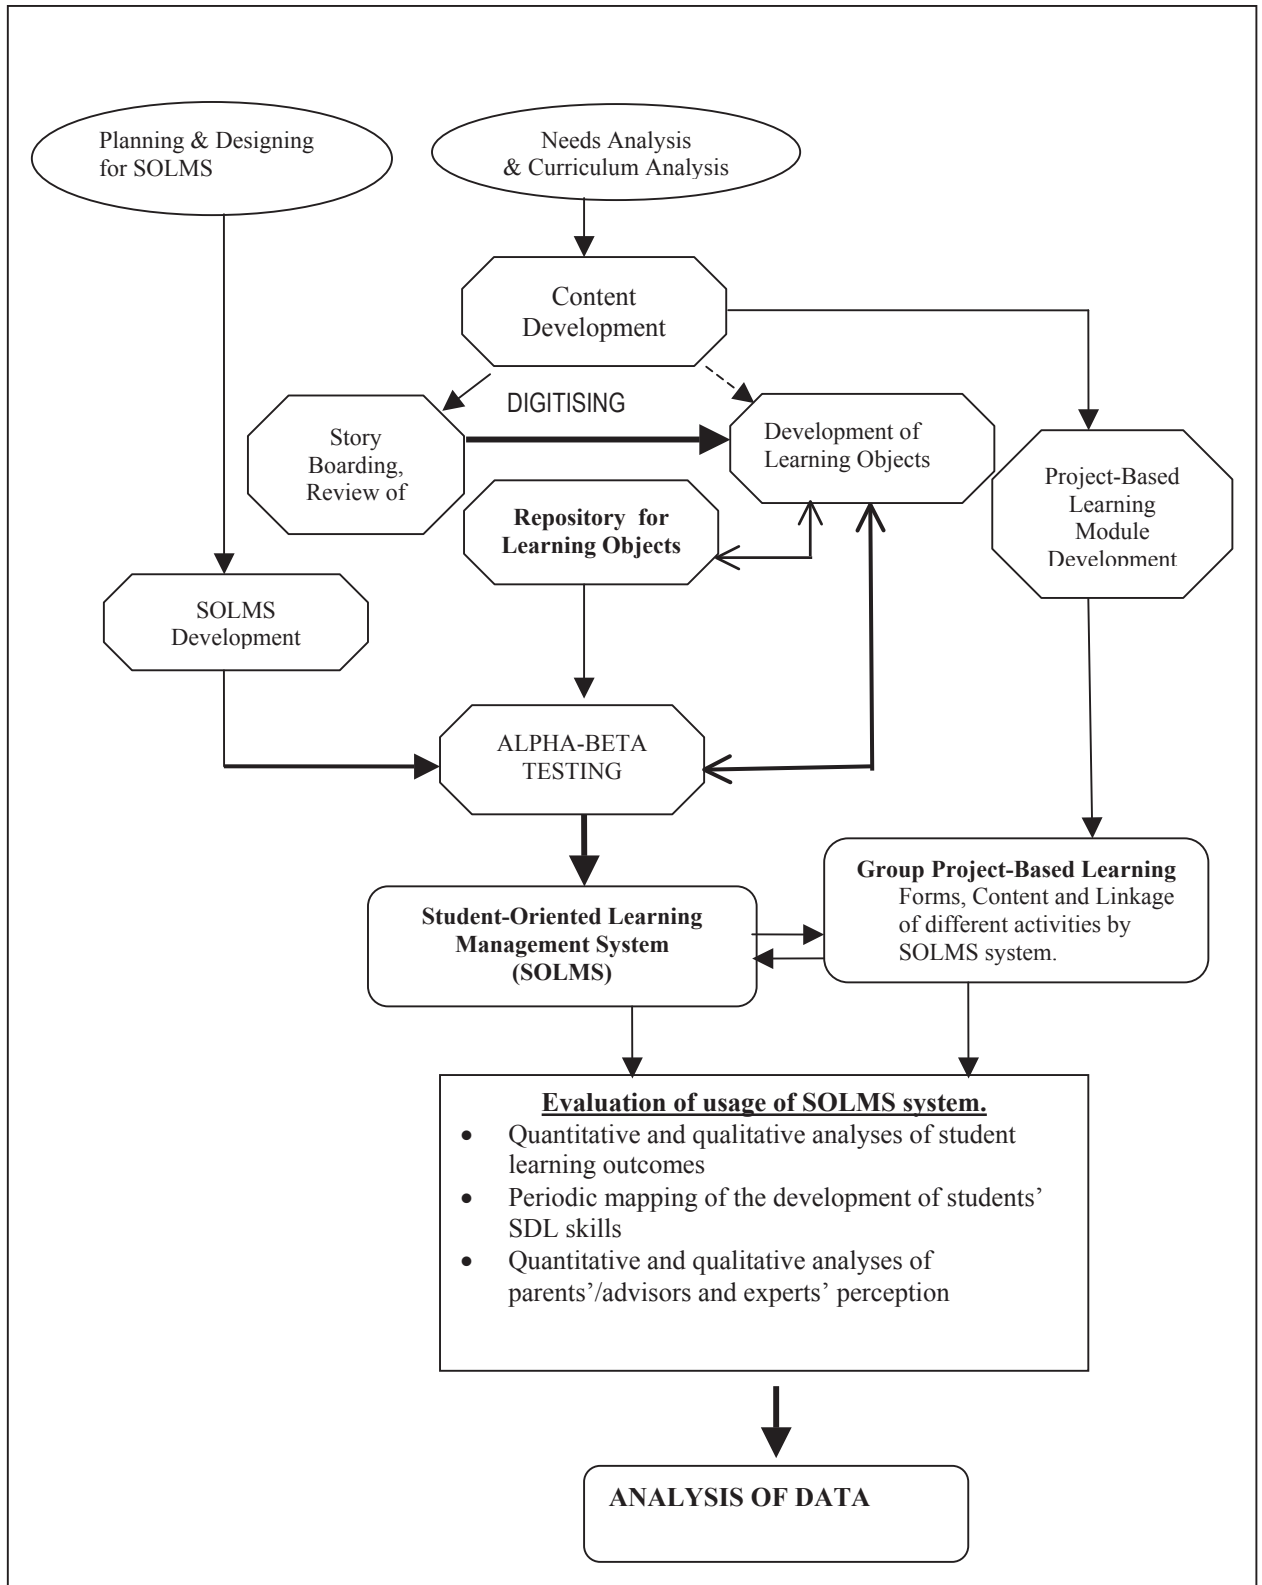 Planning & Designing
for SOLMS
Needs Analysis
& Curriculum Analysis
Content
Development
DIGITISING
Story
Boarding,
Review of
Development of
Learning Objects
Project-Based
Learning
Module
Development
Repository for
Learning Objects
SOLMS
Development
ALPHA-BETA
TESTING
Student-Oriented Learning
Management System
(SOLMS)
Group Project-Based Learning
Forms, Content and Linkage
of different activities by
SOLMS system.
Evaluation of usage of SOLMS system.
• Quantitative and qualitative analyses of student
learning outcomes
• Periodic mapping of the development of students’
SDL skills
• Quantitative and qualitative analyses of
parents’/advisors and experts’ perception
ANALYSIS OF DATA